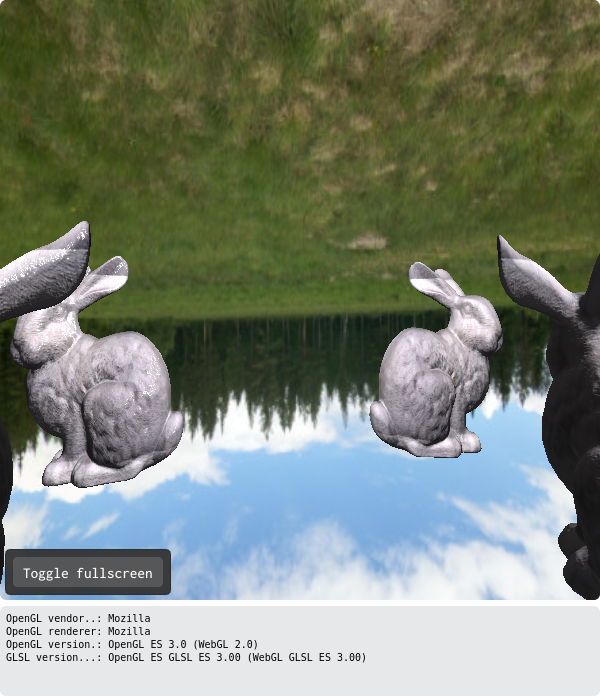 Toggle fullscreen
OpenGL vendor..: Mozilla
OpenGL renderer: Mozilla
OpenGL version.: OpenGL ES 3.0 (WebGL 2.0)
GLSL version...: OpenGL ES GLSL ES 3.00 (WebGL GLSL ES 3.00)